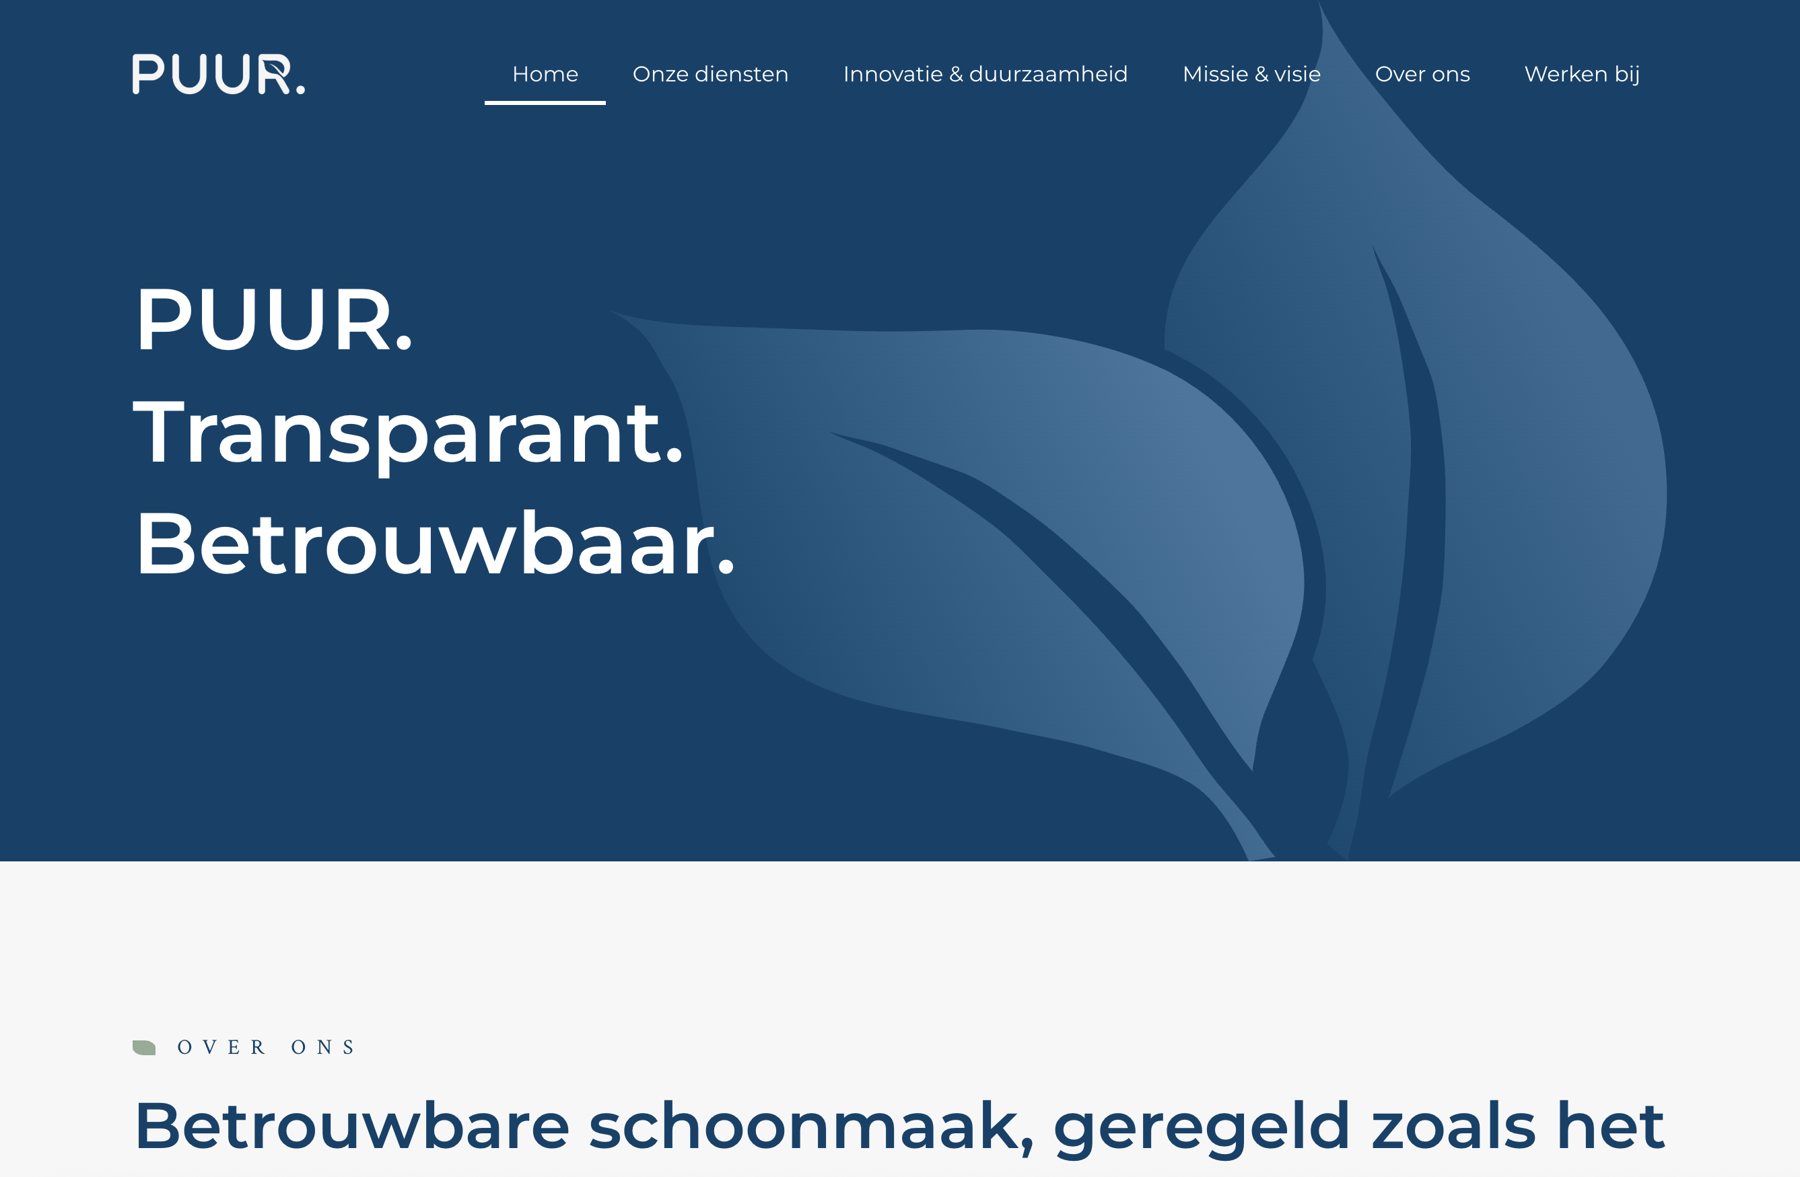 PUUR.
Home Onze diensten Innovatie & duurzaamheid Missie & visie Over ons Werken bij
PUUR.
Transparant.
Betrouwbaar.
OVER ONS
Betrouwbare schoonmaak, geregeld zoals het